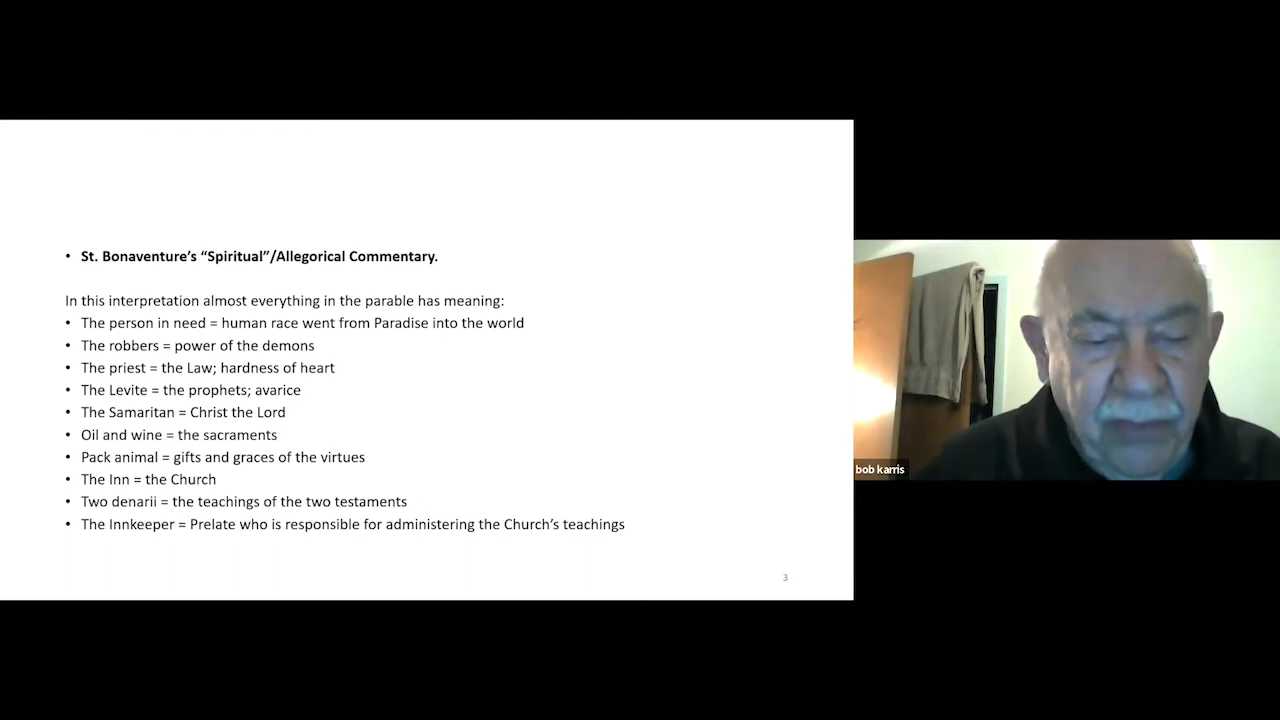 • St. Bonaventure’s “Spiritual”/Allegorical Commentary.
In this interpretation almost everything in the parable has meaning:
• The person in need = human race went from Paradise into the world
• The robbers = power of the demons
• The priest = the Law; hardness of heart
• The Levite = the prophets; avarice
• The Samaritan = Christ the Lord
• Oil and wine = the sacraments
• Pack animal = gifts and graces of the virtues
• The Inn = the Church
• Two denarii = the teachings of the two testaments
• The Innkeeper = Prelate who is responsible for administering the Church’s teachings
3
bob karris